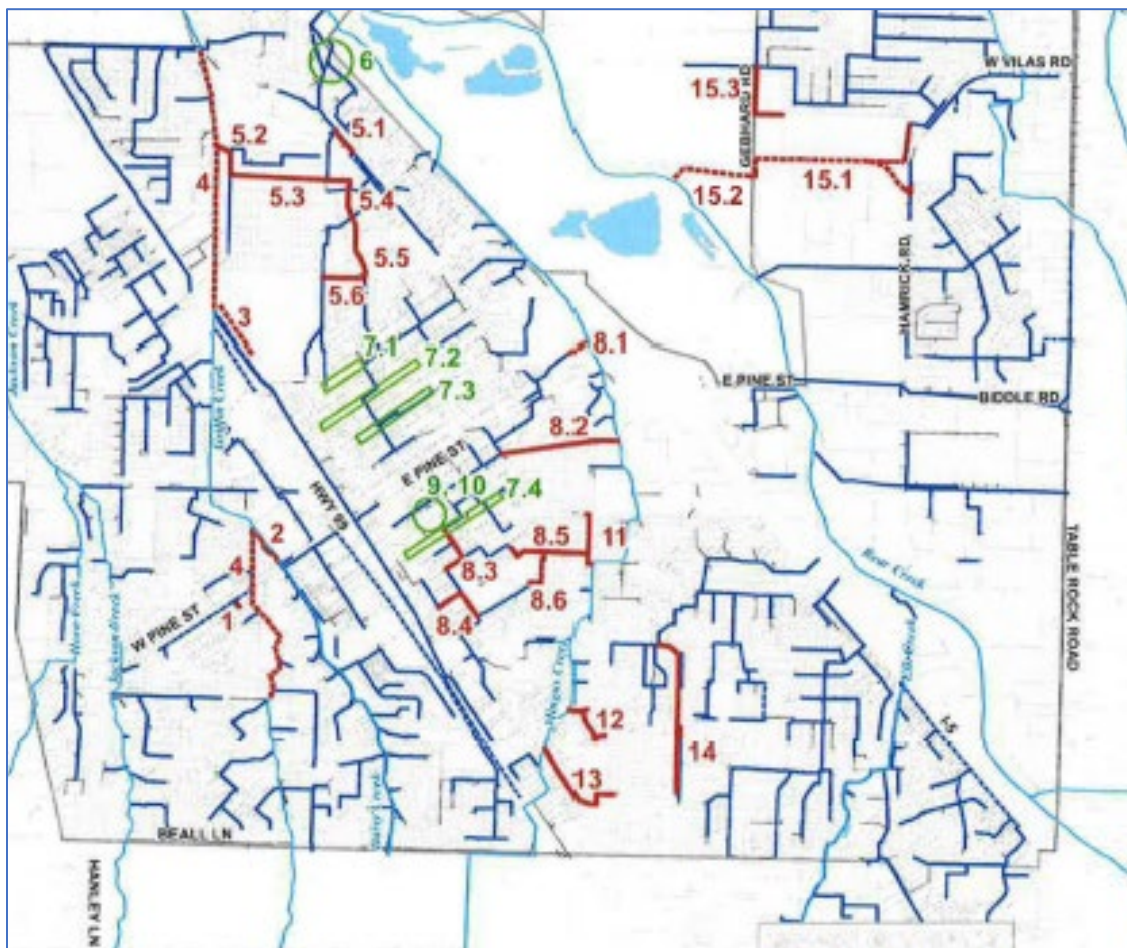 6
W VILAS RD
15.3
GEBHARD RD
5.1
5.2
4
5.3
5.4
15.2
15.1
5.5
5.6
HAMRICK RD
3
Jackson Creek
Griffin Creek
7.1
7.2
7.3
8.1
E PINE ST
BIDDLE RD
8.2
E PINE ST
9, 10
7.4
HWY 99
2
8.5
11
8.3
4
8.6
8.4
1
W PINE ST
Bear Creek
TABLE ROCK ROAD
Horn Creek
Jackson Creek
12
I-5
14
13
BEALL LN
HANLEY LN